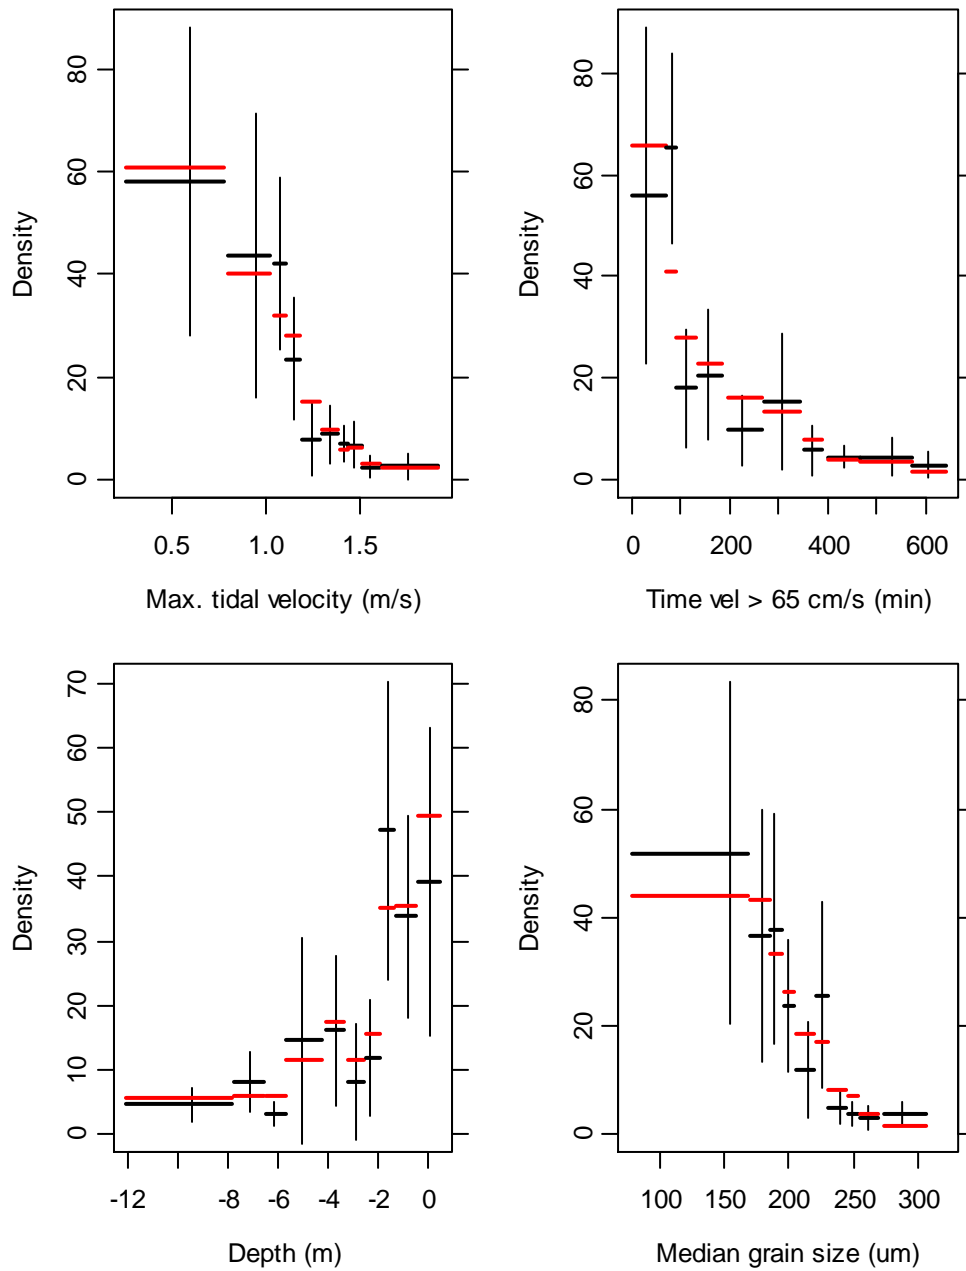 80
60
40
20
0
Density
0.5 1.0 1.5
Max. tidal velocity (m/s)
80
60
40
20
0
Density
0 200 400 600
Time vel > 65 cm/s (min)
70
60
50
40
30
20
10
0
Density
-12 -8 -6 -4 -2 0
Depth (m)
80
60
40
20
0
Density
100 150 200 250 300
Median grain size (um)